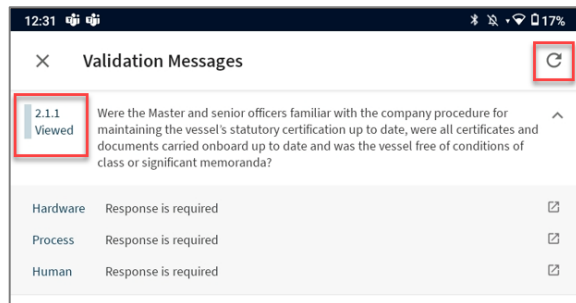 12:31 17%
Validation Messages
2.1.1
Viewed
Were the Master and senior officers familiar with the company procedure for
maintaining the vessel's statutory certification up to date, were all certificates and
documents carried onboard up to date and was the vessel free of conditions of
class or significant memoranda?
Hardware Response is required
Process Response is required
Human Response is required